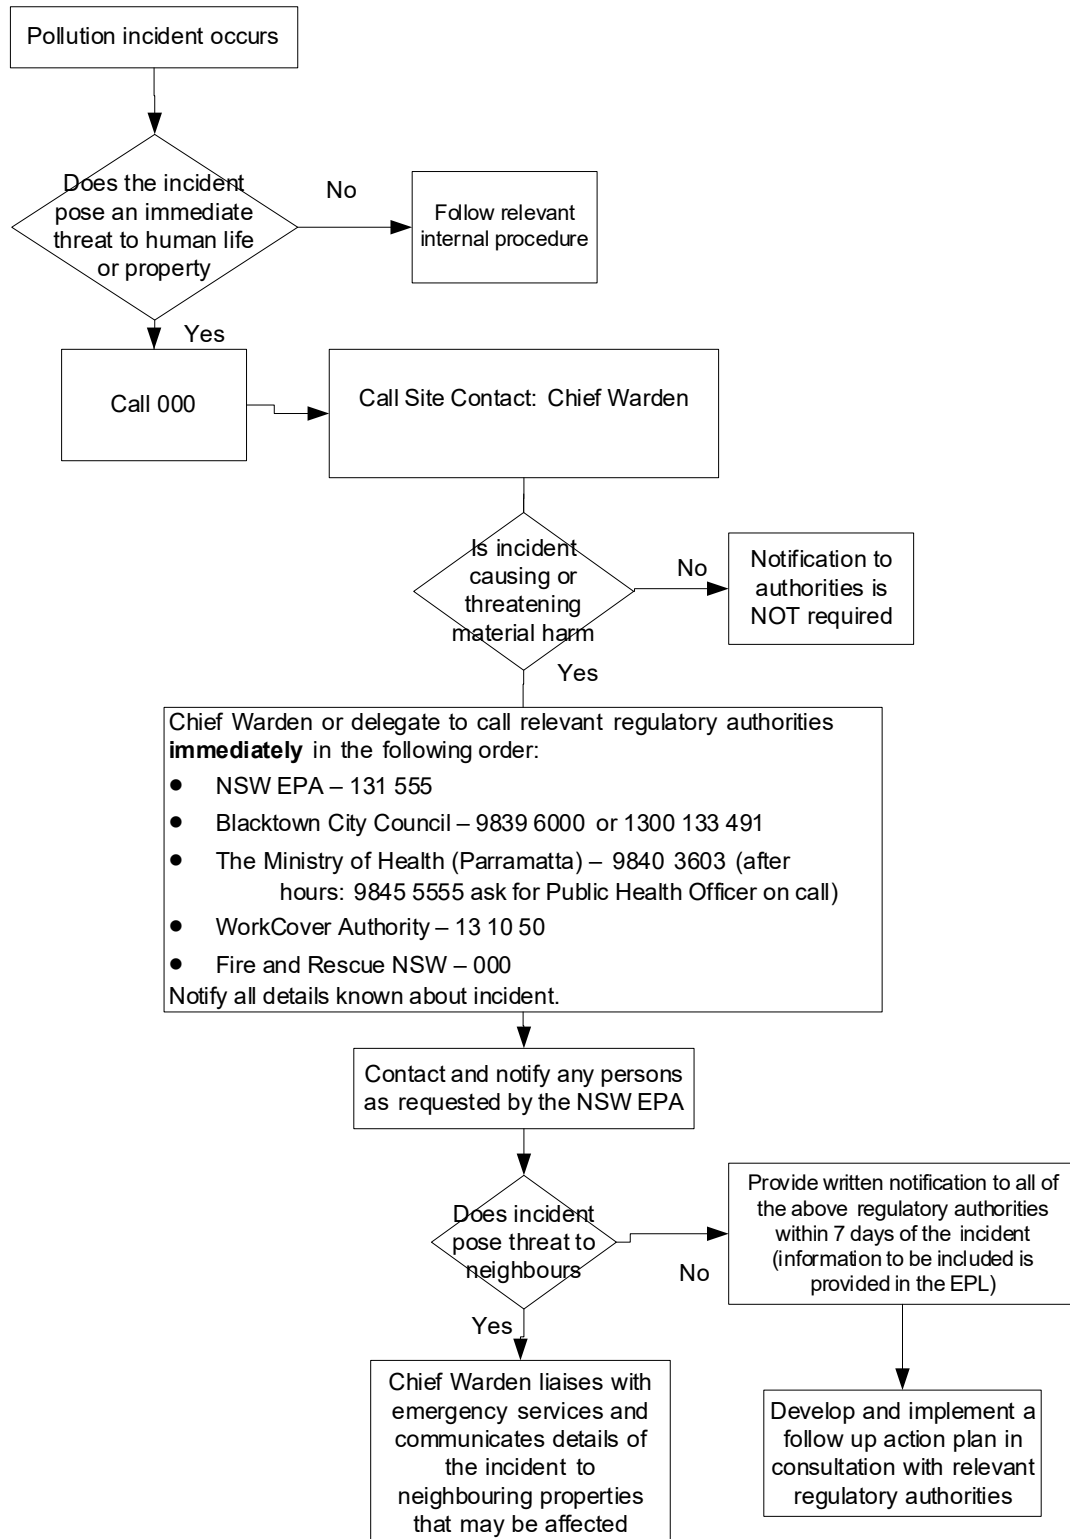 Pollution incident occurs
Does the incident
pose an immediate
threat to human life
or property
No
Follow relevant
internal procedure
Yes
Call 000
Call Site Contact: Chief Warden
Is incident
causing or
threatening
material harm
No
Notification to
authorities is
NOT required
Yes
Chief Warden or delegate to call relevant regulatory authorities
immediately in the following order:
● NSW EPA – 131 555
● Blacktown City Council – 9839 6000 or 1300 133 491
● The Ministry of Health (Parramatta) – 9840 3603 (after
hours: 9845 5555 ask for Public Health Officer on call)
● WorkCover Authority – 13 10 50
● Fire and Rescue NSW – 000
Notify all details known about incident.
Contact and notify any persons
as requested by the NSW EPA
Does incident
pose threat to
neighbours
No
Provide written notification to all of
the above regulatory authorities
within 7 days of the incident
(information to be included is
provided in the EPL)
Yes
Chief Warden liaises with
emergency services and
communicates details of
the incident to
neighbouring properties
that may be affected
Develop and implement a
follow up action plan in
consultation with relevant
regulatory authorities